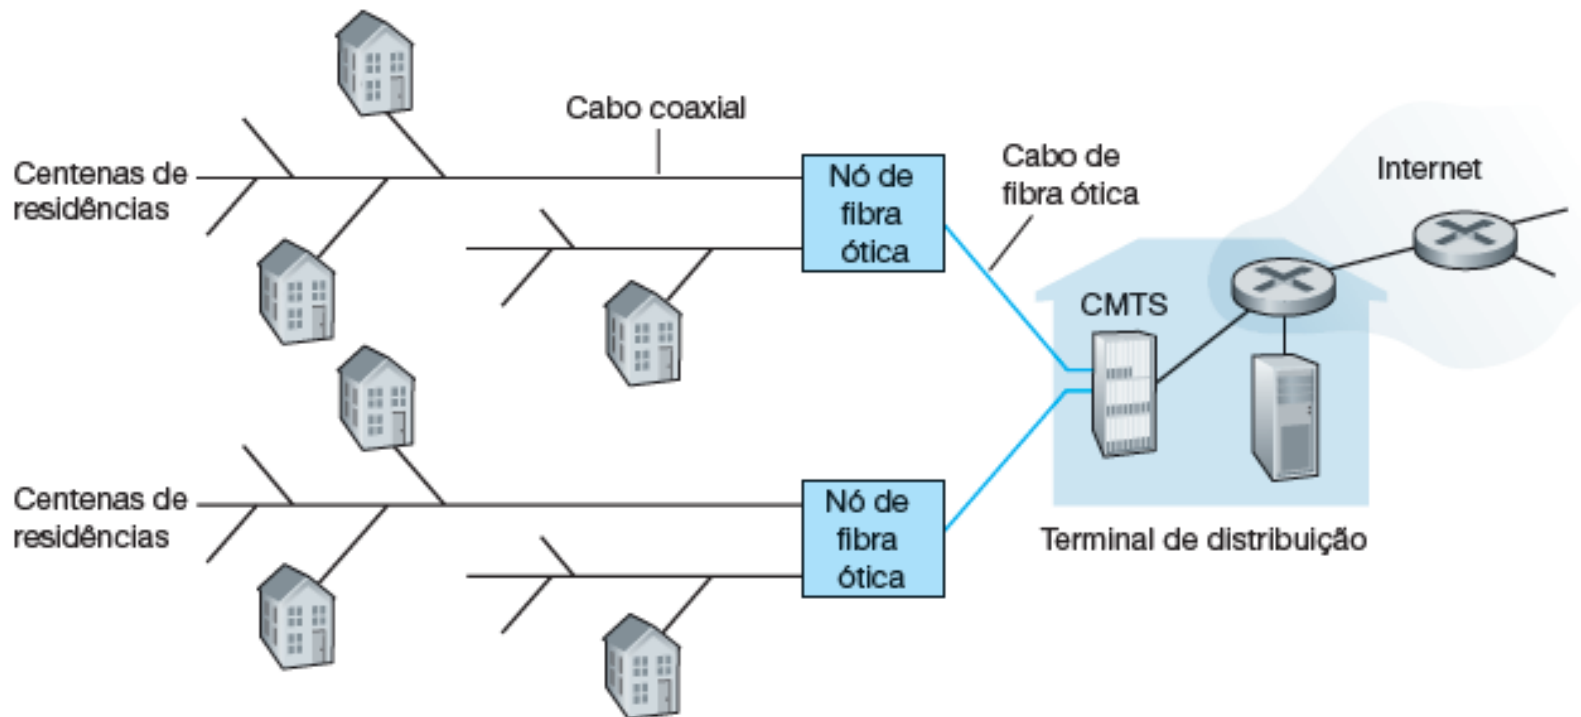 Cabo coaxial
Centenas de
residências
Nó de
fibra
ótica
Cabo de
fibra ótica
Internet
CMTS
Centenas de
residências
Nó de
fibra
ótica
Terminal de distribuição